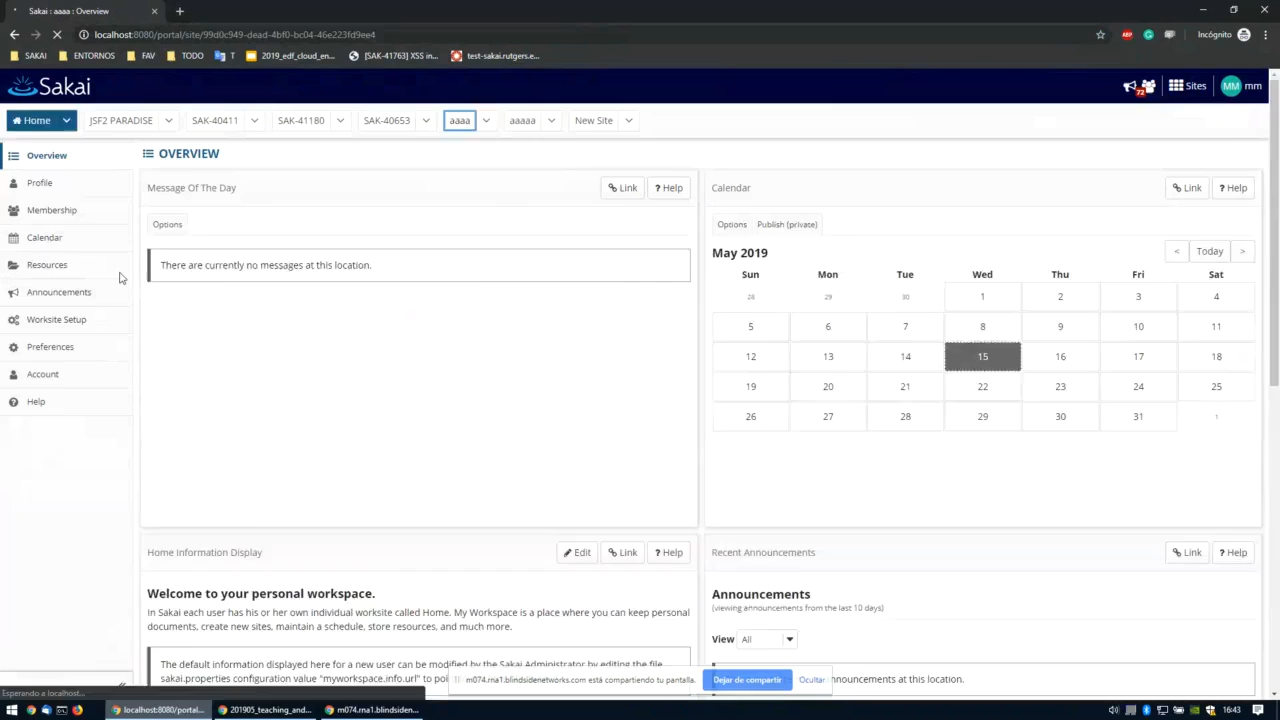 Sakai : aaaa : Overview
localhost:8080/portal/site/99d0c949-dead-4bf0-bc04-46e223fd9ee4
Incógnito
SAKAI
ENTORNOS
FAV
TODO
T
2019_edf_cloud_en...
[SAK-41763] XSS in...
test-sakai.rutgers.e...
Sakai
72
Sites
MM mm
Home
JSF2 PARADISE
SAK-40411
SAK-41180
SAK-40653
aaaa
aaaaa
New Site
Overview
Profile
Membership
Calendar
Resources
Announcements
Worksite Setup
Preferences
Account
Help
OVERVIEW
Message Of The Day
Link
? Help
Options
There are currently no messages at this location.
Calendar
Link
? Help
Options
Publish (private)
May 2019
<
Today
>
Sun Mon Tue Wed Thu Fri Sat
28 29 30 1 2 3 4
5 6 7 8 9 10 11
12 13 14 15 16 17 18
19 20 21 22 23 24 25
26 27 28 29 30 31 1
Home Information Display
Edit
Link
? Help
Welcome to your personal workspace.
In Sakai each user has his or her own individual worksite called Home. My Workspace is a place where you can keep personal
documents, create new sites, maintain a schedule, store resources, and much more.
The default information displayed here for a new user can be modified by the Sakai Administrator by editing the file
sakai.properties configuration value "myworkspace.info.url" to poi
Recent Announcements
Link
? Help
Announcements
(viewing announcements from the last 10 days)
View All
nnouncements at this location.
m074.rna1.blindsidenetworks.com está compartiendo tu pantalla.
Dejar de compartir
Ocultar
Esperando a localhost...
localhost:8080/portal...
201905_teaching_and...
m074.rna1.blindsiden...
16:43